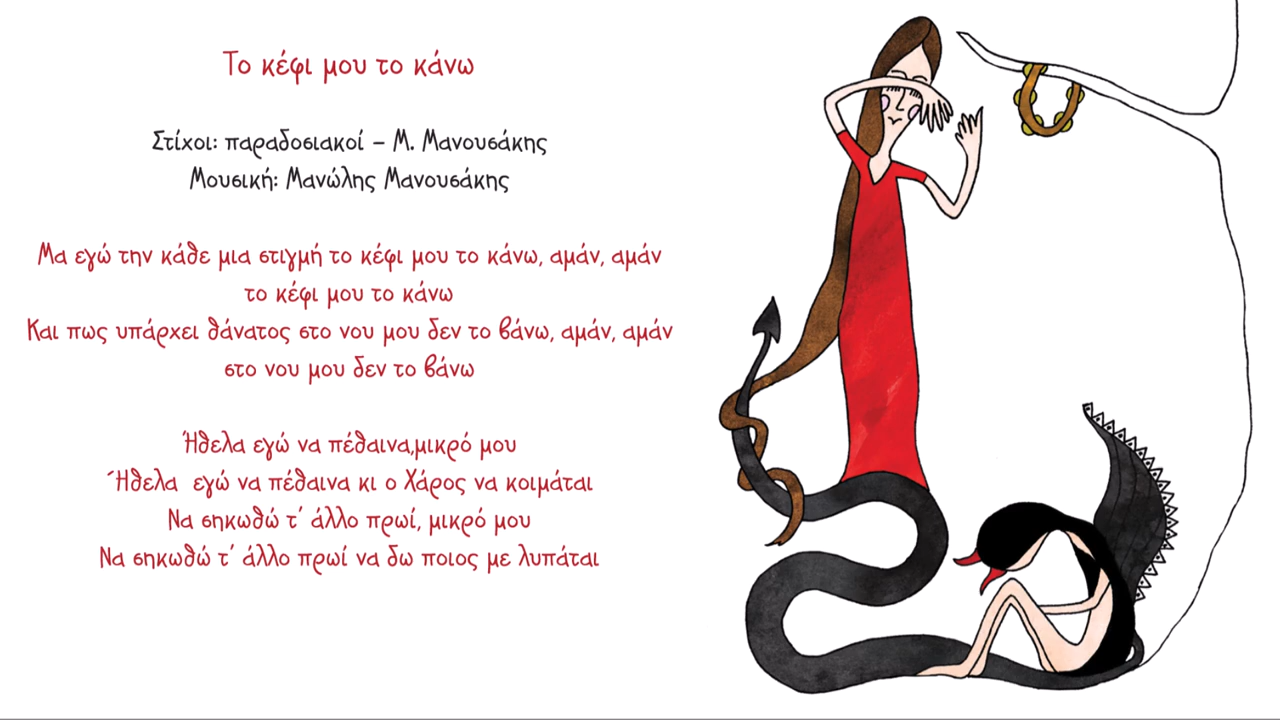 Το κέφι μου το κάνω
Στίχοι: παραδοσιακοί – Μ. Μανουσάκης
Μουσική: Μανώλης Μανουσάκης
Μα εγώ την κάθε μια στιγμή το κέφι μου το κάνω, αμάν, αμάν
το κέφι μου το κάνω
Και πως υπάρχει θάνατος στο νου μου δεν το βάνω, αμάν, αμάν
στο νου μου δεν το βάνω
Ήθελα εγώ να πέθαινα,μικρό μου
Ήθελα εγώ να πέθαινα κι ο Χάρος να κοιμάται
Να σηκωθώ τ΄ άλλο πρωί, μικρό μου
Να σηκωθώ τ΄ άλλο πρωί να δω ποιος με λυπάται